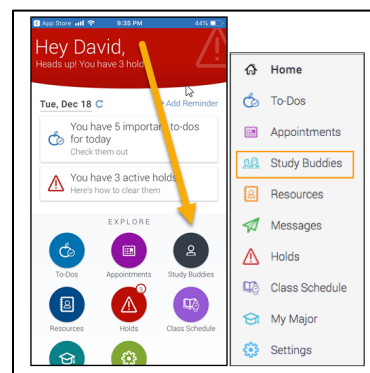 App Store 9:35 PM 44%
Hey David,
Heads up! You have 3 hol
Tue, Dec 18
Add Reminder
You have 5 important to-dos
for today
Check them out
You have 3 active holds
Here's how to clear them
EXPLORE
To-Dos Appointments Study Buddies
3
Resources Holds Class Schedule
Home
To-Dos
Appointments
Study Buddies
Resources
Messages
Holds
Class Schedule
My Major
Settings